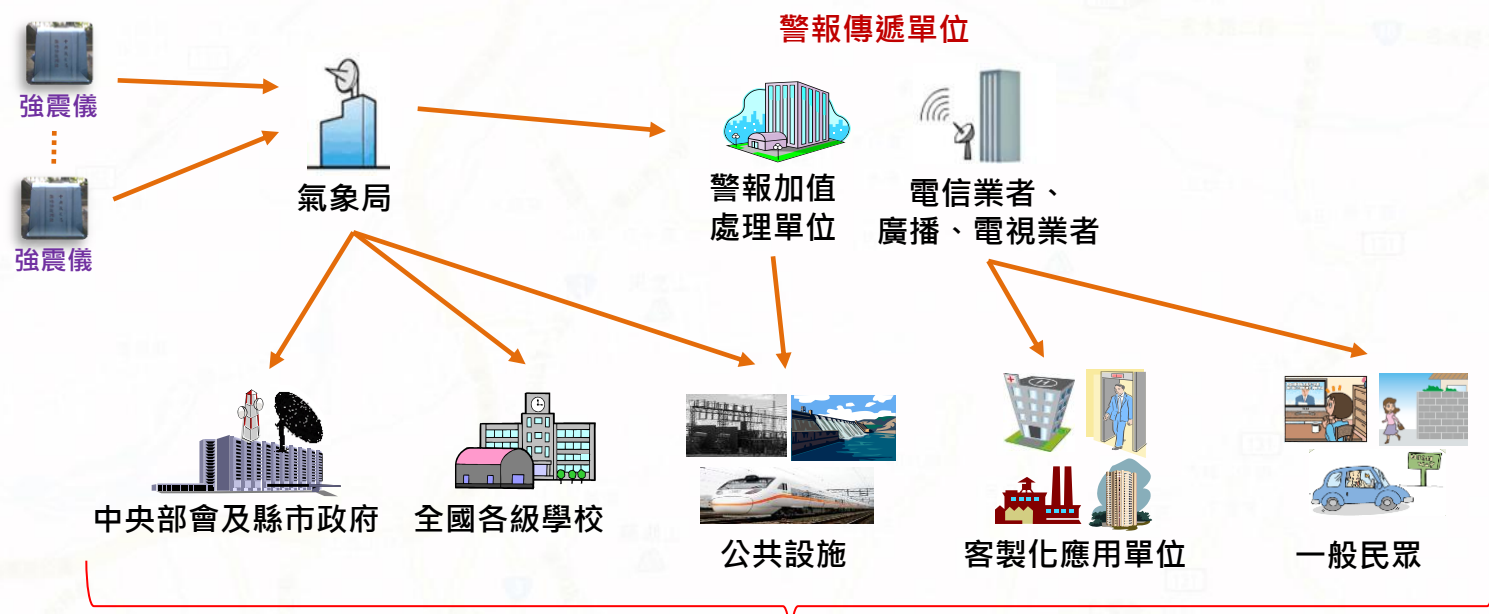 警報傳遞單位
強震儀
強震儀
氣象局
警報加值
處理單位
電信業者、
廣播、電視業者
中央部會及縣市政府
全國各級學校
公共設施
客製化應用單位
一般民眾